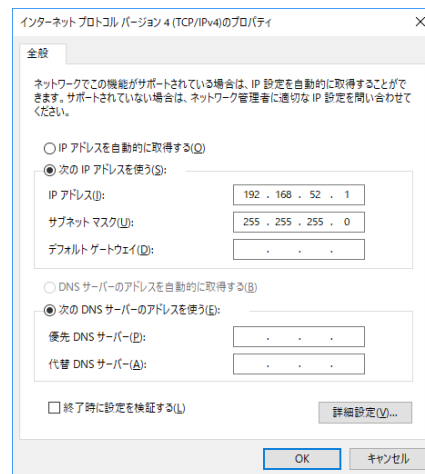 インターネット プロトコル バージョン 4 (TCP/IPv4)のプロパティ
全般
ネットワークでこの機能がサポートされている場合は、IP 設定を自動的に取得することがで
きます。サポートされていない場合は、ネットワーク管理者に適切な IP 設定を問い合わせて
ください。
IP アドレスを自動的に取得する(O)
次の IP アドレスを使う(S):
IP アドレス(I): 192 . 168 . 52 . 1
サブネット マスク(U): 255 . 255 . 255 . 0
デフォルト ゲートウェイ(D): . . .
DNS サーバーのアドレスを自動的に取得する(B)
次の DNS サーバーのアドレスを使う(E):
優先 DNS サーバー(P): . . .
代替 DNS サーバー(A): . . .
終了時に設定を検証する(L)
詳細設定(V)...
OK キャンセル